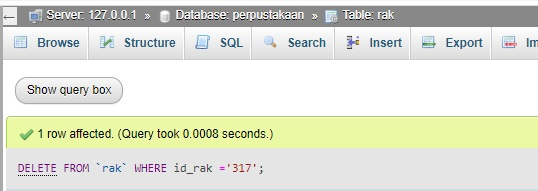 Server: 127.0.0.1 » Database: perpustakaan » Table: rak
Browse Structure SQL Search Insert Export Im
Show query box
1 row affected. (Query took 0.0008 seconds.)
DELETE FROM `rak` WHERE id_rak ='317';